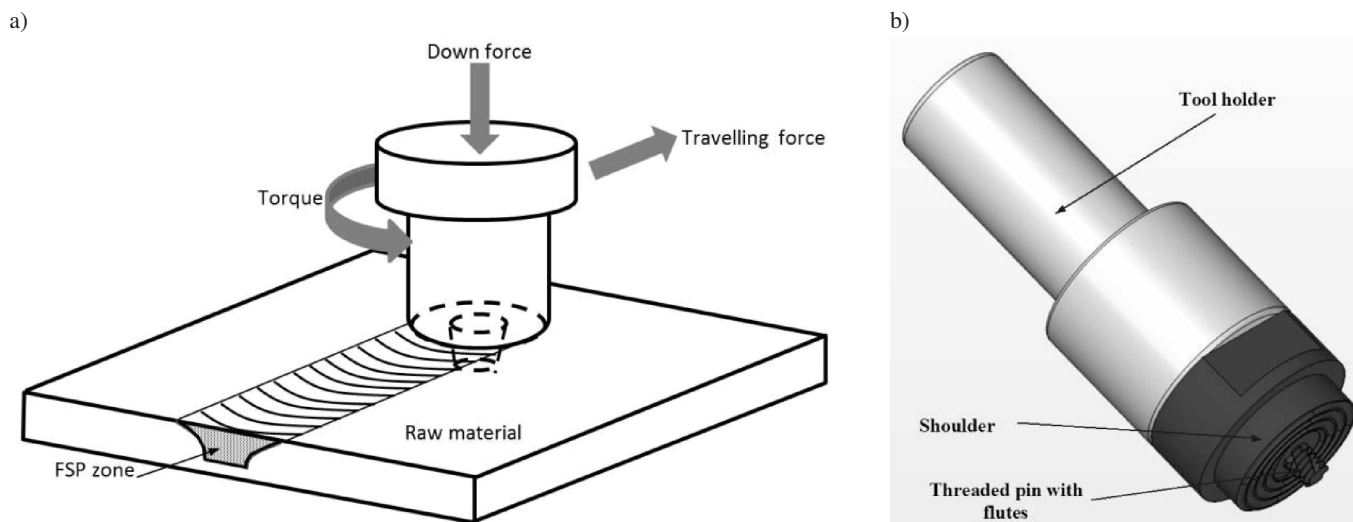 a)
Down force
Travelling force
Torque
Raw material
FSP zone
b)
Tool holder
Shoulder
Threaded pin with
flutes